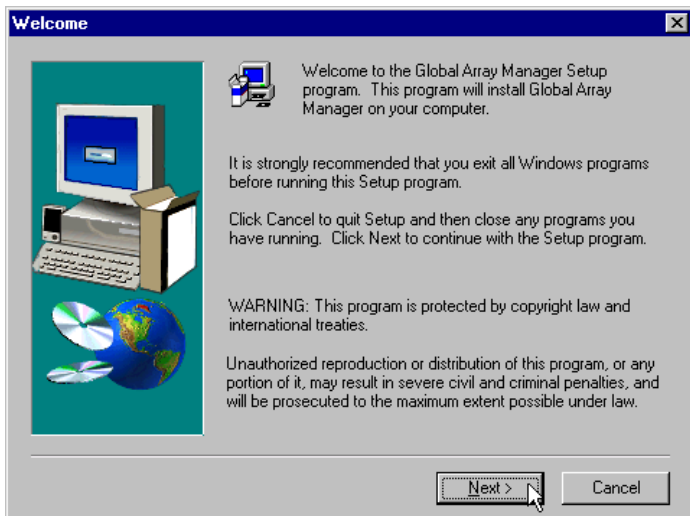 Welcome
Welcome to the Global Array Manager Setup
program.  This program will install Global Array
Manager on your computer.
It is strongly recommended that you exit all Windows programs
before running this Setup program.
Click Cancel to quit Setup and then close any programs you
have running.  Click Next to continue with the Setup program.
WARNING: This program is protected by copyright law and
international treaties.
Unauthorized reproduction or distribution of this program, or any
portion of it, may result in severe civil and criminal penalties, and
will be prosecuted to the maximum extent possible under law.
Next >
Cancel